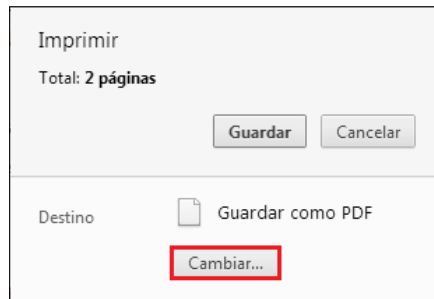 Imprimir
Total: 2 páginas
Guardar Cancelar
Destino Guardar como PDF
Cambiar...